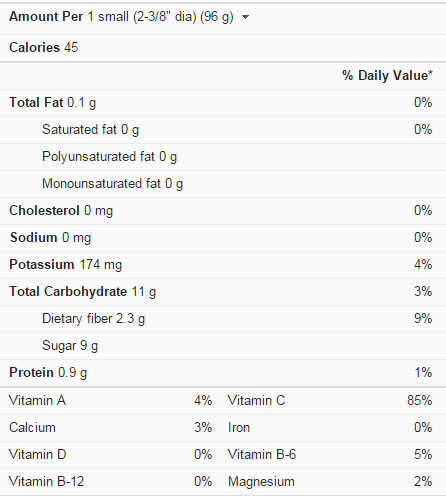 Amount Per 1 small (2-3/8" dia) (96 g)
Calories 45
% Daily Value*
Total Fat 0.1 g 0%
Saturated fat 0 g 0%
Polyunsaturated fat 0 g
Monounsaturated fat 0 g
Cholesterol 0 mg 0%
Sodium 0 mg 0%
Potassium 174 mg 4%
Total Carbohydrate 11 g 3%
Dietary fiber 2.3 g 9%
Sugar 9 g
Protein 0.9 g 1%
Vitamin A 4% Vitamin C 85%
Calcium 3% Iron 0%
Vitamin D 0% Vitamin B-6 5%
Vitamin B-12 0% Magnesium 2%